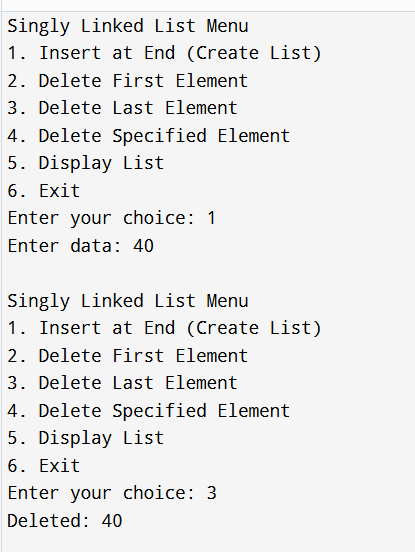 Singly Linked List Menu
1. Insert at End (Create List)
2. Delete First Element
3. Delete Last Element
4. Delete Specified Element
5. Display List
6. Exit
Enter your choice: 1
Enter data: 40

Singly Linked List Menu
1. Insert at End (Create List)
2. Delete First Element
3. Delete Last Element
4. Delete Specified Element
5. Display List
6. Exit
Enter your choice: 3
Deleted: 40